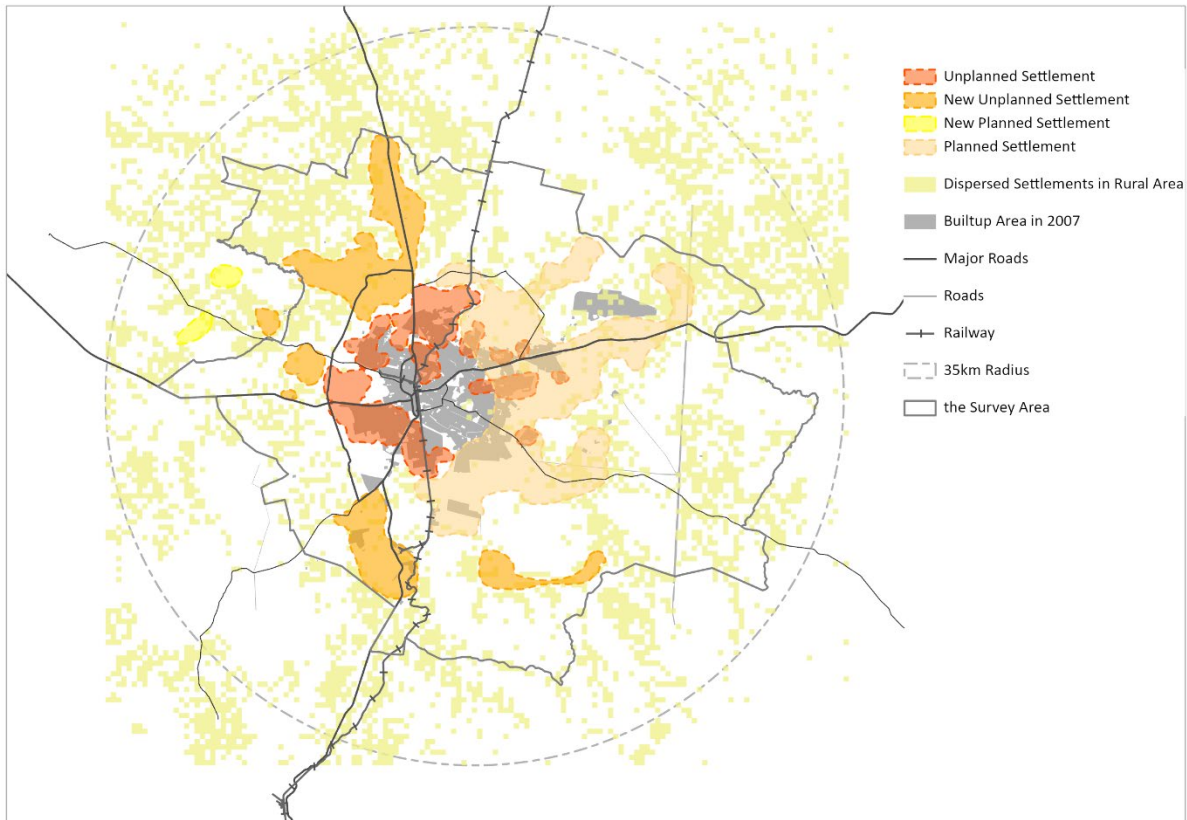 Unplanned Settlement
New Unplanned Settlement
New Planned Settlement
Planned Settlement
Dispersed Settlements in Rural Area
Builtup Area in 2007
Major Roads
Roads
Railway
35km Radius
the Survey Area